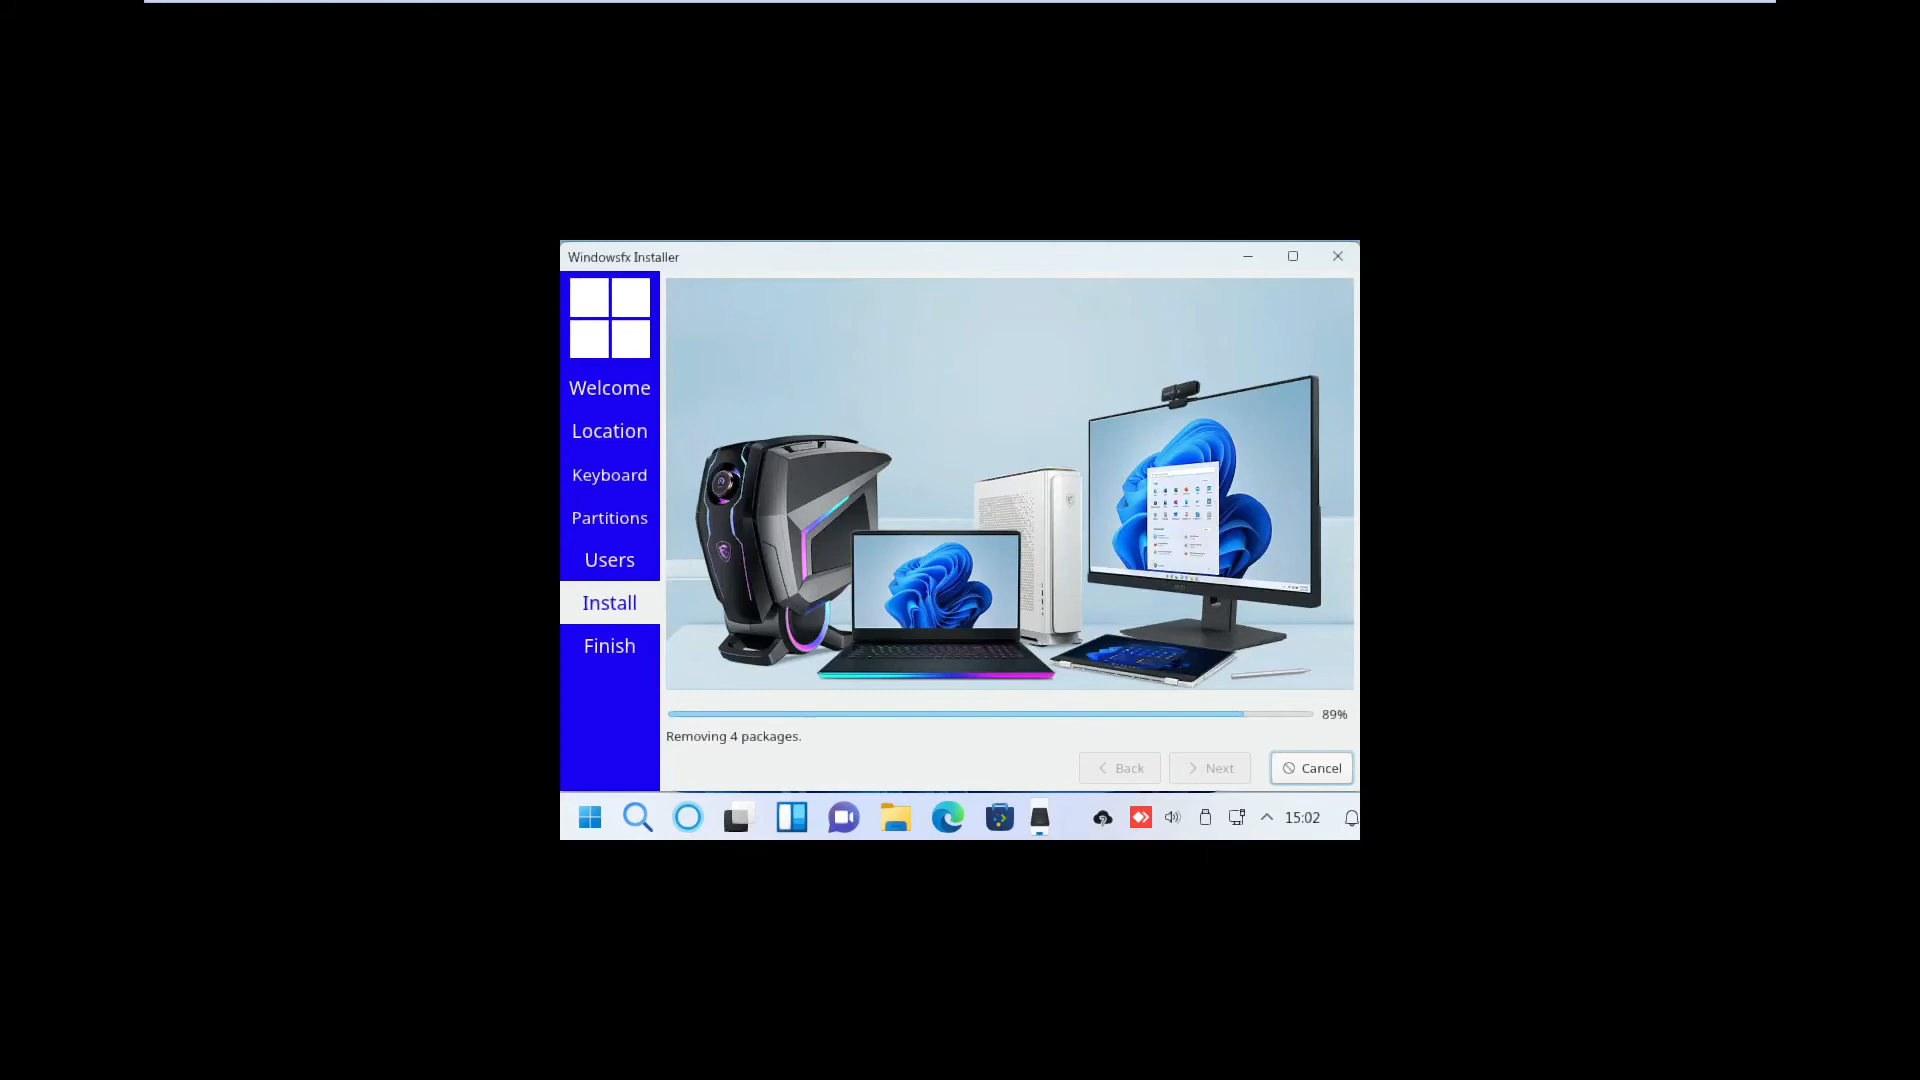 Windowsfx Installer
Welcome
Location
Keyboard
Partitions
Users
Install
Finish
89%
Removing 4 packages.
Back
Next
Cancel
15:02